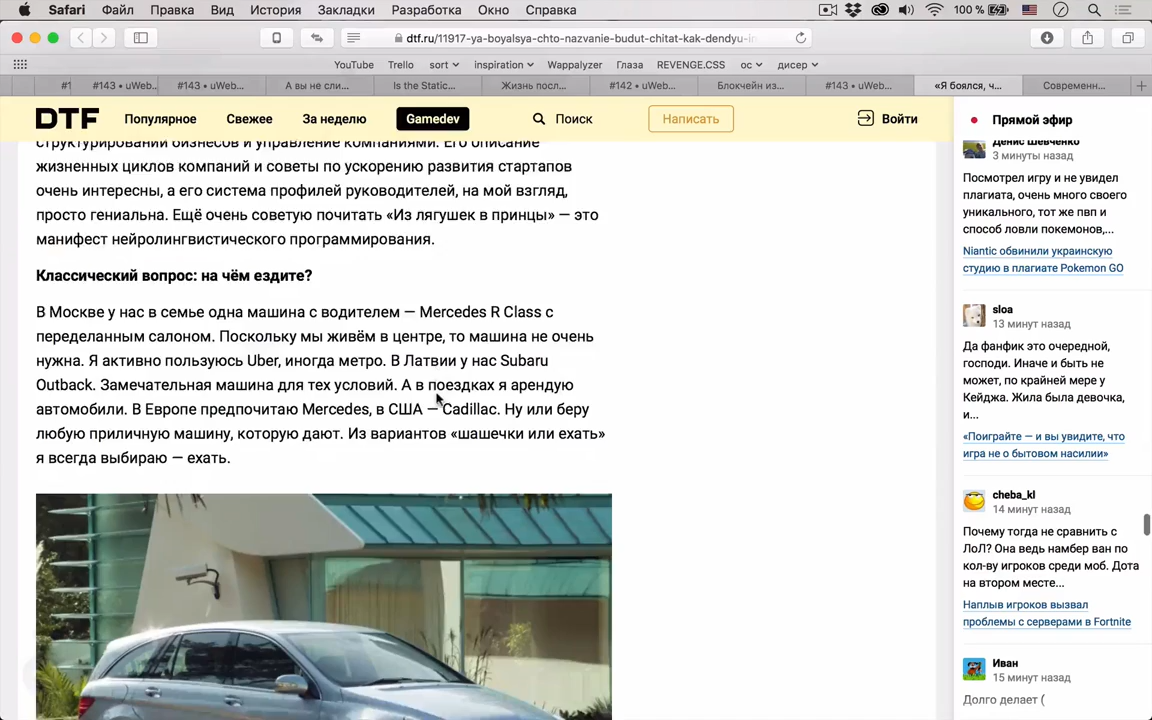 Safari Файл Правка Вид История Закладки Разработка Окно Справка 100 %
dtf.ru/11917-ya-boyalsya-chto-nazvanie-budut-chitat-kak-dendyu-ir
YouTube Trello sort inspiration Wappalyzer Глаза REVENGE.CSS ос дисер
#1 #143 – uWeb... #143 – uWeb... А вы не сли... Is the Static... Жизнь посл... #142 – uWeb... Блокчейн из... #143 – uWeb... «Я боялся, ч... Современн...
DTF Популярное Свежее За неделю Gamedev Поиск Написать Войти
структурировании бизнесов и управление компаниями. Его описание
жизненных циклов компаний и советы по ускорению развития стартапов
очень интересны, а его система профилей руководителей, на мой взгляд,
просто гениальна. Ещё очень советую почитать «Из лягушек в принцы» — это
манифест нейролингвистического программирования.
Классический вопрос: на чём ездите?
В Москве у нас в семье одна машина с водителем — Mercedes R Class с
переделанным салоном. Поскольку мы живём в центре, то машина не очень
нужна. Я активно пользуюсь Uber, иногда метро. В Латвии у нас Subaru
Outback. Замечательная машина для тех условий. А в поездках я арендую
автомобили. В Европе предпочитаю Mercedes, в США — Cadillac. Ну или беру
любую приличную машину, которую дают. Из вариантов «шашечки или ехать»
я всегда выбираю — ехать.
Прямой эфир
Денис Шевченко
3 минуты назад
Посмотрел игру и не увидел
плагиата, очень много своего
уникального, тот же пвп и
способ ловли покемонов,...
Niantic обвинили украинскую
студию в плагиате Pokemon GO
sloa
13 минут назад
Да фанфик это очередной,
господи. Иначе и быть не
может, по крайней мере у
Кейджа. Жила была девочка,
и...
«Поиграйте — и вы увидите, что
игра не о бытовом насилии»
cheba_kl
14 минут назад
Почему тогда не сравнить с
ЛоЛ? Она ведь намбер ван по
кол-ву игроков среди моб. Дота
на втором месте...
Наплыв игроков вызвал
проблемы с серверами в Fortnite
Иван
15 минут назад
Долго делает (